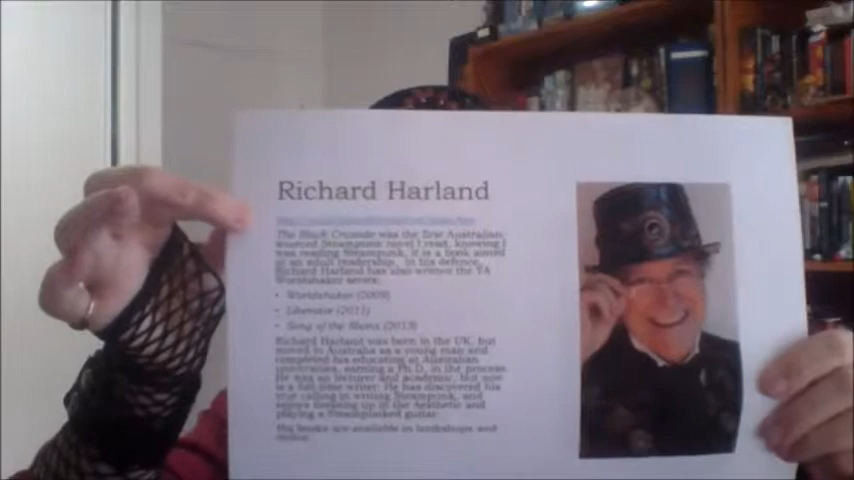 Richard Harland
The Black Crusade was the first Australian
sourced Steampunk novel I read, knowing I
was reading Steampunk, it is a book aimed
at an adult readership. In his defence,
Richard Harland has also written the YA
Worldshaker series:
• Worldshaker (2009)
• Liberator (2011)
• Song of the Slums (2013)
Richard Harland was born in the UK, but
moved to Australia as a young man and
completed his education at Australian
universities, earning a Ph.D. in the process.
He was an lecturer and academic, but now
is a full time writer. He has discovered his
true calling in writing Steampunk, and
enjoys dressing up in the Aesthetic and
playing a Steampunked guitar.
His books are available in bookshops and
online.